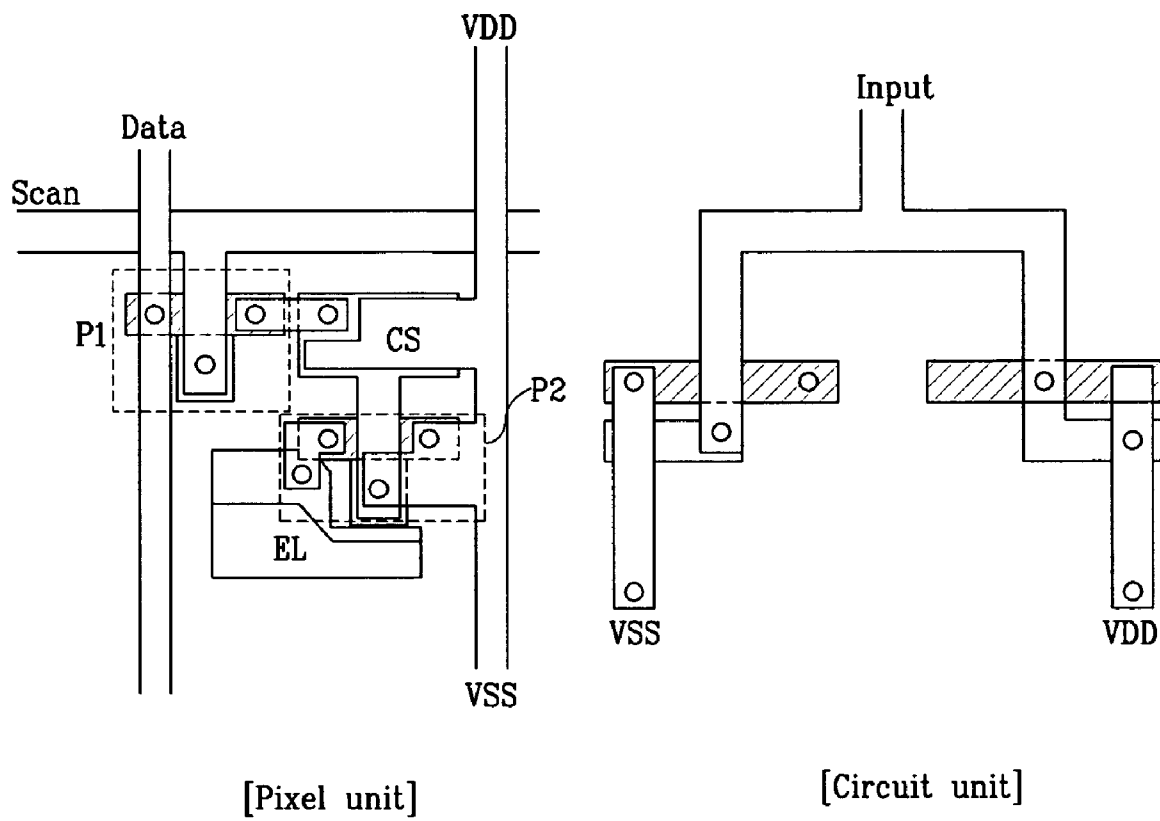 VDD
Input
Data
Scan
P1
CS
P2
EL
VSS
VDD
VSS
[Pixel unit]
[Circuit unit]